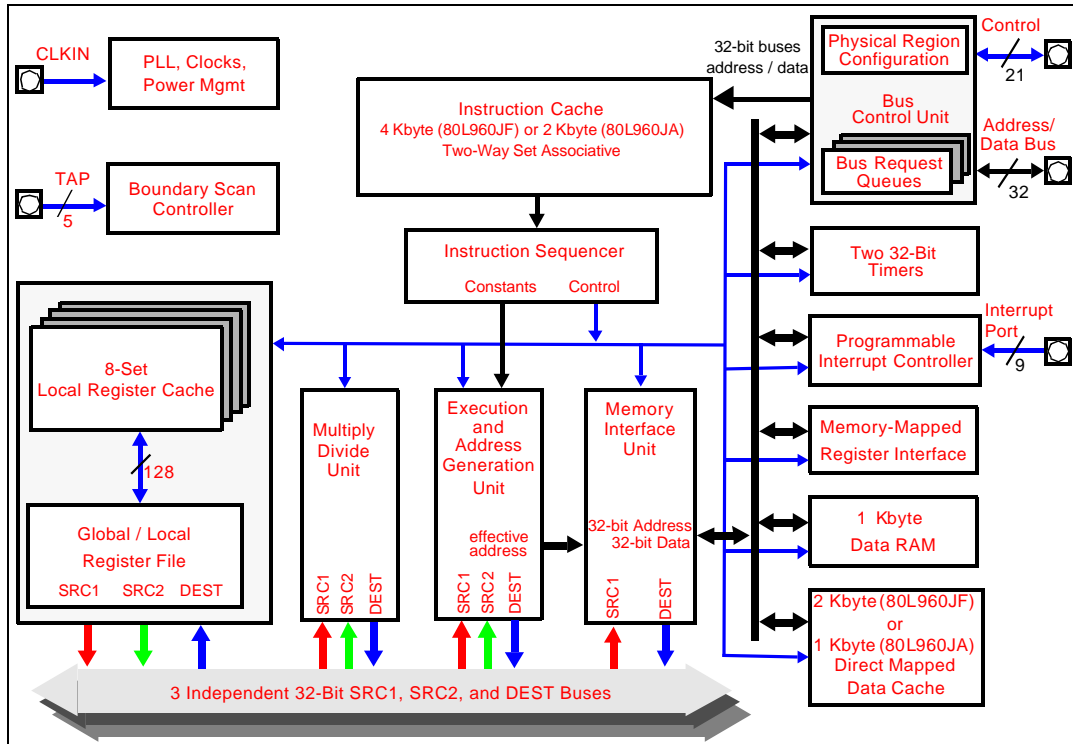 CLKIN
PLL, Clocks,
Power Mgmt
TAP
5
Boundary Scan
Controller
Instruction Cache
4 Kbyte (80L960JF) or 2 Kbyte (80L960JA)
Two-Way Set Associative
32-bit buses
address / data
Physical Region
Configuration
Bus
Control Unit
Bus Request
Queues
Control
21
Address/
Data Bus
32
Instruction Sequencer
Constants
Control
Two 32-Bit
Timers
Programmable
Interrupt Controller
Interrupt
Port
9
Memory-Mapped
Register Interface
1 Kbyte
Data RAM
2 Kbyte (80L960JF)
or
1 Kbyte (80L960JA)
Direct Mapped
Data Cache
8-Set
Local Register Cache
128
Global / Local
Register File
SRC1
SRC2
DEST
Multiply
Divide
Unit
SRC1
SRC2
DEST
Execution
and
Address
Generation
Unit
effective
address
SRC1
SRC2
DEST
Memory
Interface
Unit
32-bit Address
32-bit Data
SRC1
DEST
3 Independent 32-Bit SRC1, SRC2, and DEST Buses